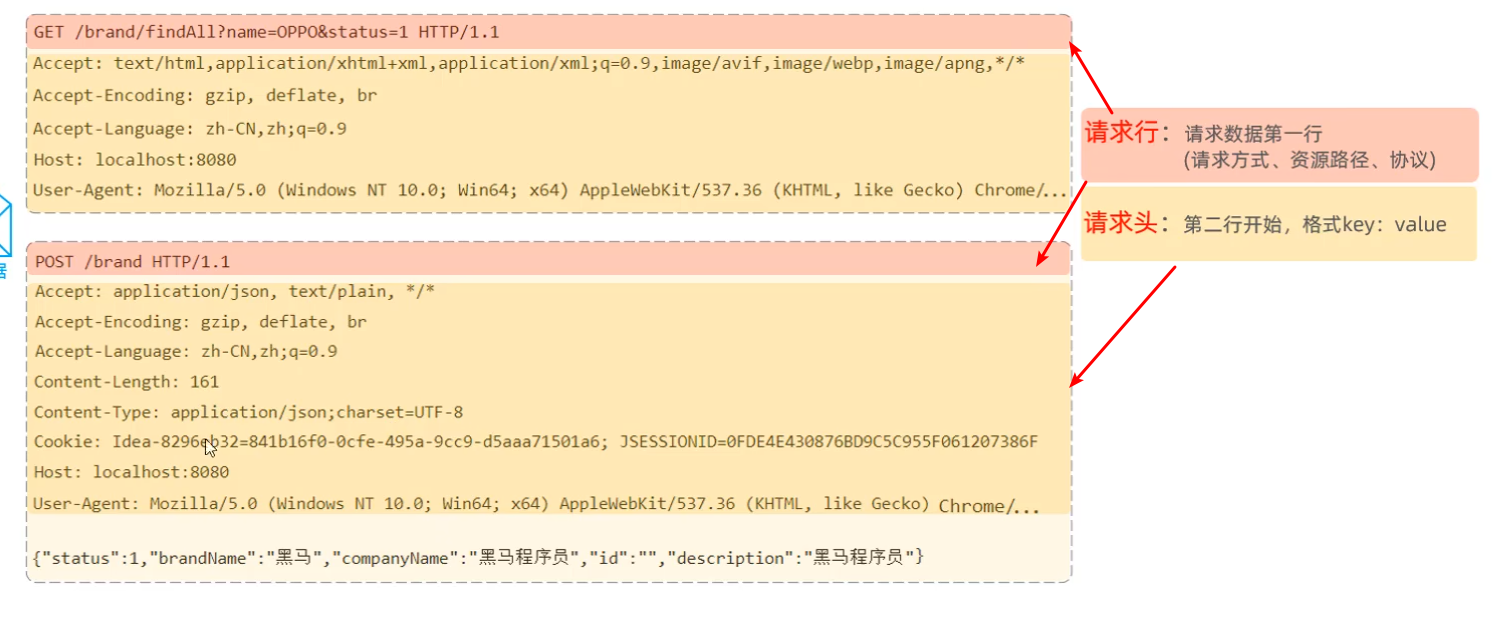 GET /brand/findAll?name=OPPO&status=1 HTTP/1.1
Accept: text/html,application/xhtml+xml,application/xml;q=0.9,image/avif,image/webp,image/apng,*/*
Accept-Encoding: gzip, deflate, br
Accept-Language: zh-CN,zh;q=0.9
Host: localhost:8080
User-Agent: Mozilla/5.0 (Windows NT 10.0; Win64; x64) AppleWebKit/537.36 (KHTML, like Gecko) Chrome/...
请求行：请求数据第一行
(请求方式、资源路径、协议)
请求头：第二行开始，格式key：value
据
POST /brand HTTP/1.1
Accept: application/json, text/plain, */*
Accept-Encoding: gzip, deflate, br
Accept-Language: zh-CN,zh;q=0.9
Content-Length: 161
Content-Type: application/json;charset=UTF-8
Cookie: Idea-8296eb32=841b16f0-0cfe-495a-9cc9-d5aaa71501a6; JSESSIONID=0FDE4E430876BD9C5C955F061207386F
Host: localhost:8080
User-Agent: Mozilla/5.0 (Windows NT 10.0; Win64; x64) AppleWebKit/537.36 (KHTML, like Gecko) Chrome/...
{"status":1,"brandName":"黑马","companyName":"黑马程序员","id":"","description":"黑马程序员"}